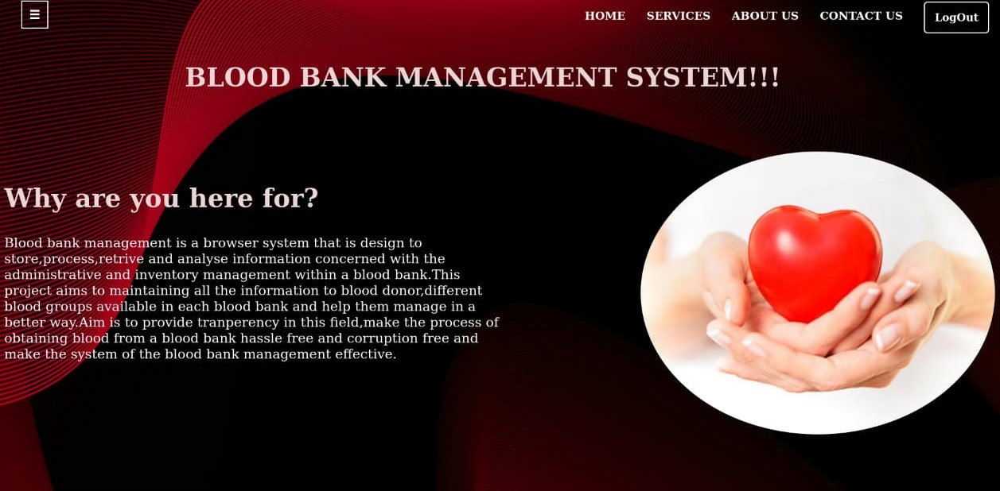 ☰
HOME SERVICES ABOUT US CONTACT US LogOut
BLOOD BANK MANAGEMENT SYSTEM!!!
Why are you here for?
Blood bank management is a browser system that is design to
store,process,retrive and analyse information concerned with the
administrative and inventory management within a blood bank.This
project aims to maintaining all the information to blood donor,different
blood groups available in each blood bank and help them manage in a
better way.Aim is to provide tranperency in this field,make the process of
obtaining blood from a blood bank hassle free and corruption free and
make the system of the blood bank management effective.